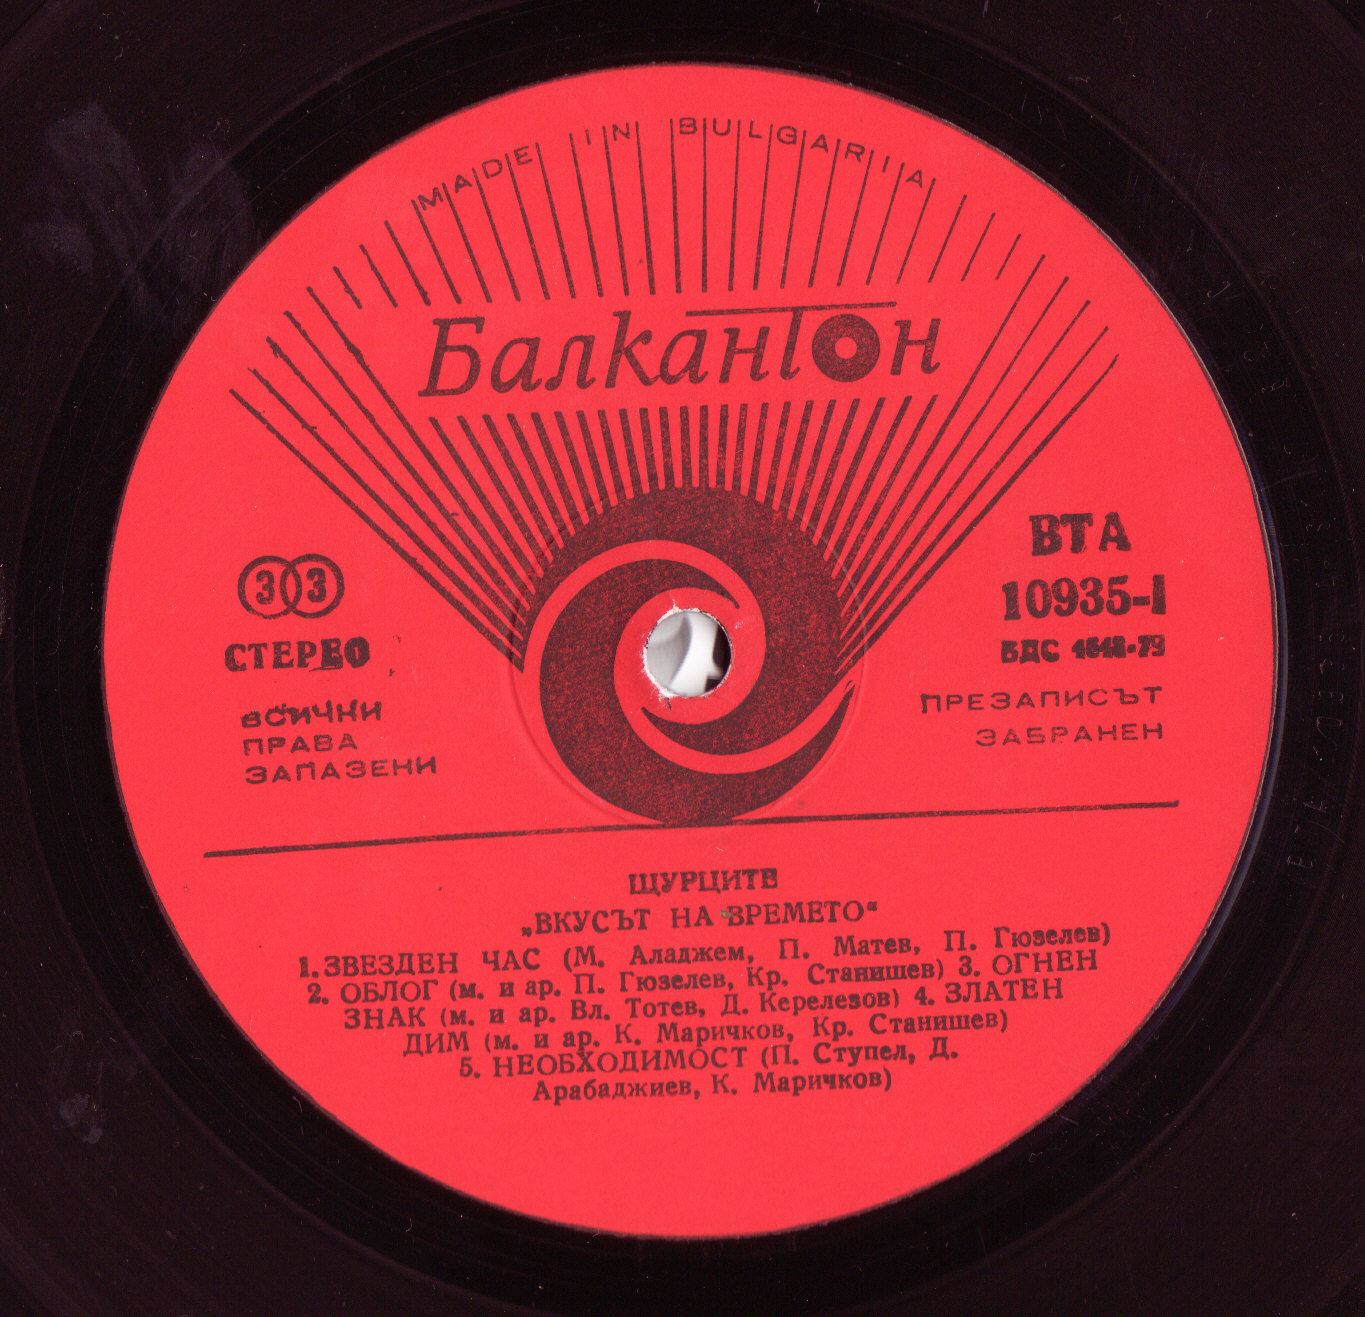 MADE IN BULGARIA
Балкантон
33
СТЕРЕО
ВСИЧКИ
ПРАВА
ЗАПАЗЕНИ
ВТА
10935-I
БДС 4648-79
ПРЕЗАПИСЪТ
ЗАБРАНЕН
ЩУРЦИТЕ
„ВКУСЪТ НА ВРЕМЕТО“
1. ЗВЕЗДЕН ЧАС (М. Аладжем, П. Матев, П. Гюзелев)
2. ОБЛОГ (м. и ар. П. Гюзелев, Кр. Станишев) 3. ОГНЕН
ЗНАК (м. и ар. Вл. Тотев, Д. Керелезов) 4. ЗЛАТЕН
ДИМ (м. и ар. К. Маричков, Кр. Станишев)
5. НЕОБХОДИМОСТ (П. Ступел, Д.
Арабаджиев, К. Маричков)